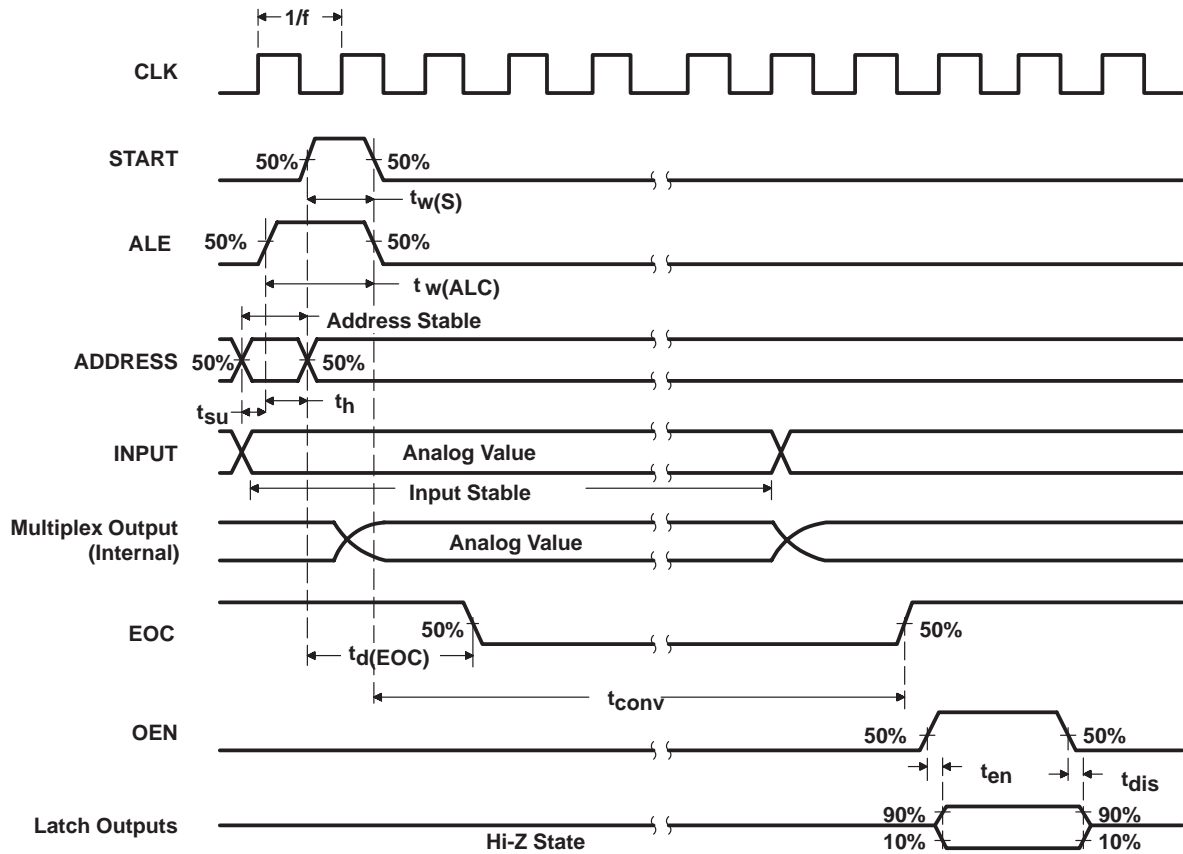 1/f
CLK
START
50%
50%
tw(S)
ALE
50%
50%
tw(ALC)
Address Stable
ADDRESS
50%
50%
tsu
th
INPUT
Analog Value
Input Stable
Multiplex Output
(Internal)
Analog Value
EOC
50%
50%
td(EOC)
tconv
OEN
50%
50%
ten
tdis
Latch Outputs
90%
90%
Hi-Z State
10%
10%